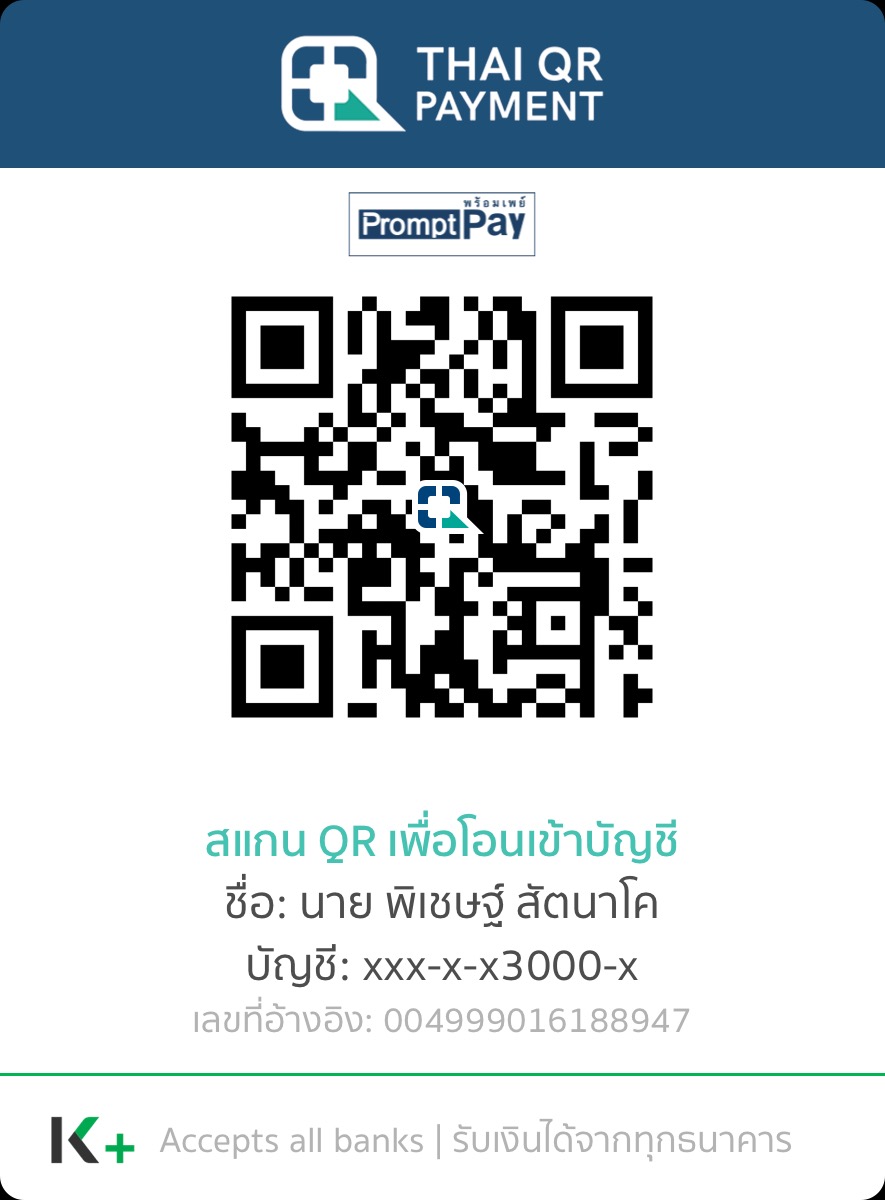 THAI QR
PAYMENT
พร้อมเพย์
PromptPay
สแกน QR เพื่อโอนเข้าบัญชี
ชื่อ: นาย พิเชษฐ์ สัตนาโค
บัญชี: xxx-x-x3000-x
เลขที่อ้างอิง: 004999016188947
K+ Accepts all banks | รับเงินได้จากทุกธนาคาร